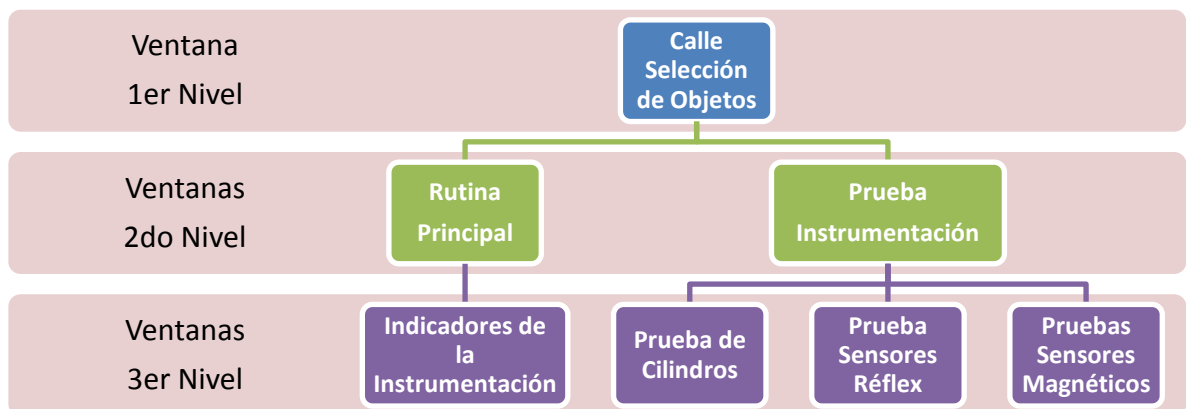 Ventana
1er Nivel
Calle
Selección
de Objetos
Ventanas
2do Nivel
Rutina
Principal
Prueba
Instrumentación
Ventanas
3er Nivel
Indicadores de
la
Instrumentación
Prueba de
Cilindros
Prueba
Sensores
Réflex
Pruebas
Sensores
Magnéticos